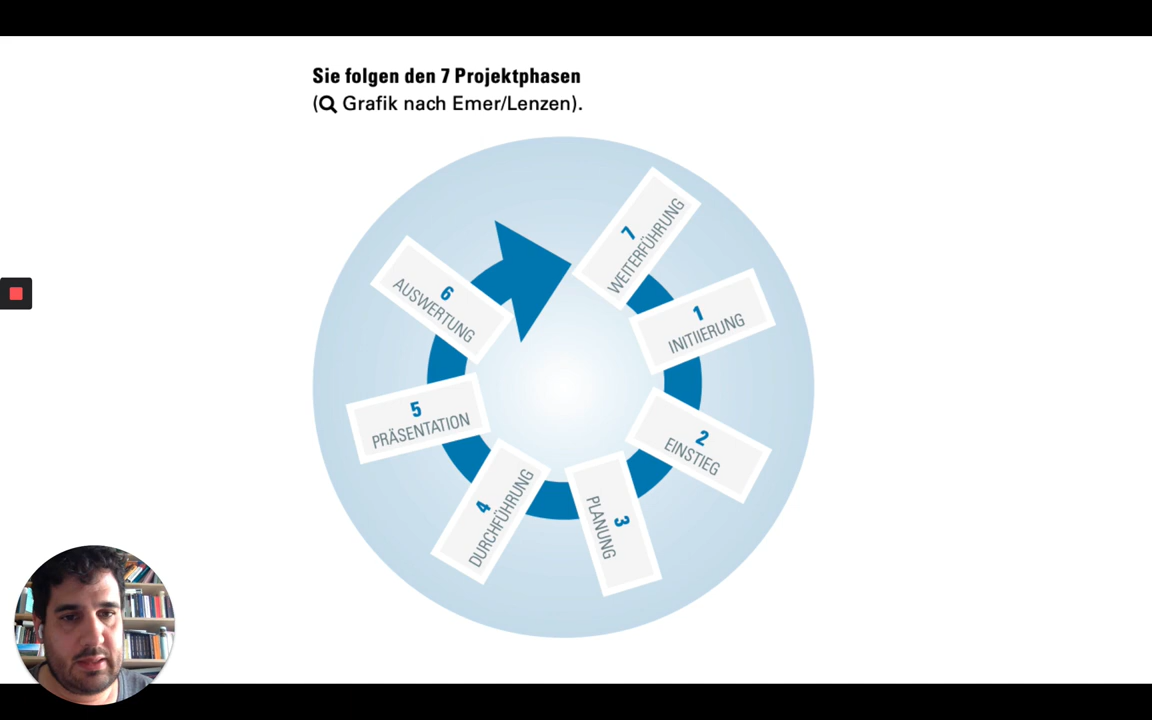 Sie folgen den 7 Projektphasen
(Grafik nach Emer/Lenzen).
7
WEITERFÜHRUNG
1
INITIIERUNG
2
EINSTIEG
3
PLANUNG
4
DURCHFÜHRUNG
5
PRÄSENTATION
6
AUSWERTUNG